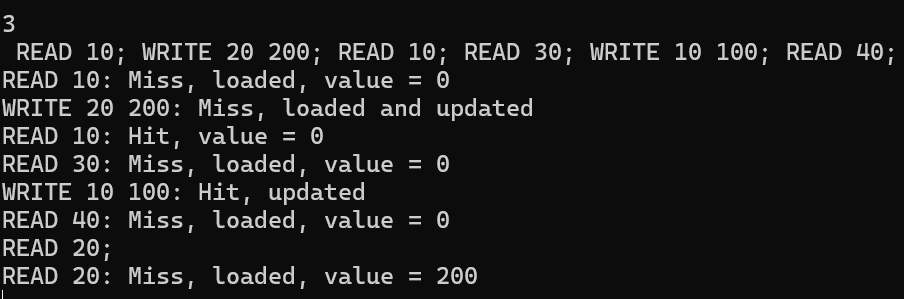 3
READ 10; WRITE 20 200; READ 10; READ 30; WRITE 10 100; READ 40;
READ 10: Miss, loaded, value = 0
WRITE 20 200: Miss, loaded and updated
READ 10: Hit, value = 0
READ 30: Miss, loaded, value = 0
WRITE 10 100: Hit, updated
READ 40: Miss, loaded, value = 0
READ 20;
READ 20: Miss, loaded, value = 200